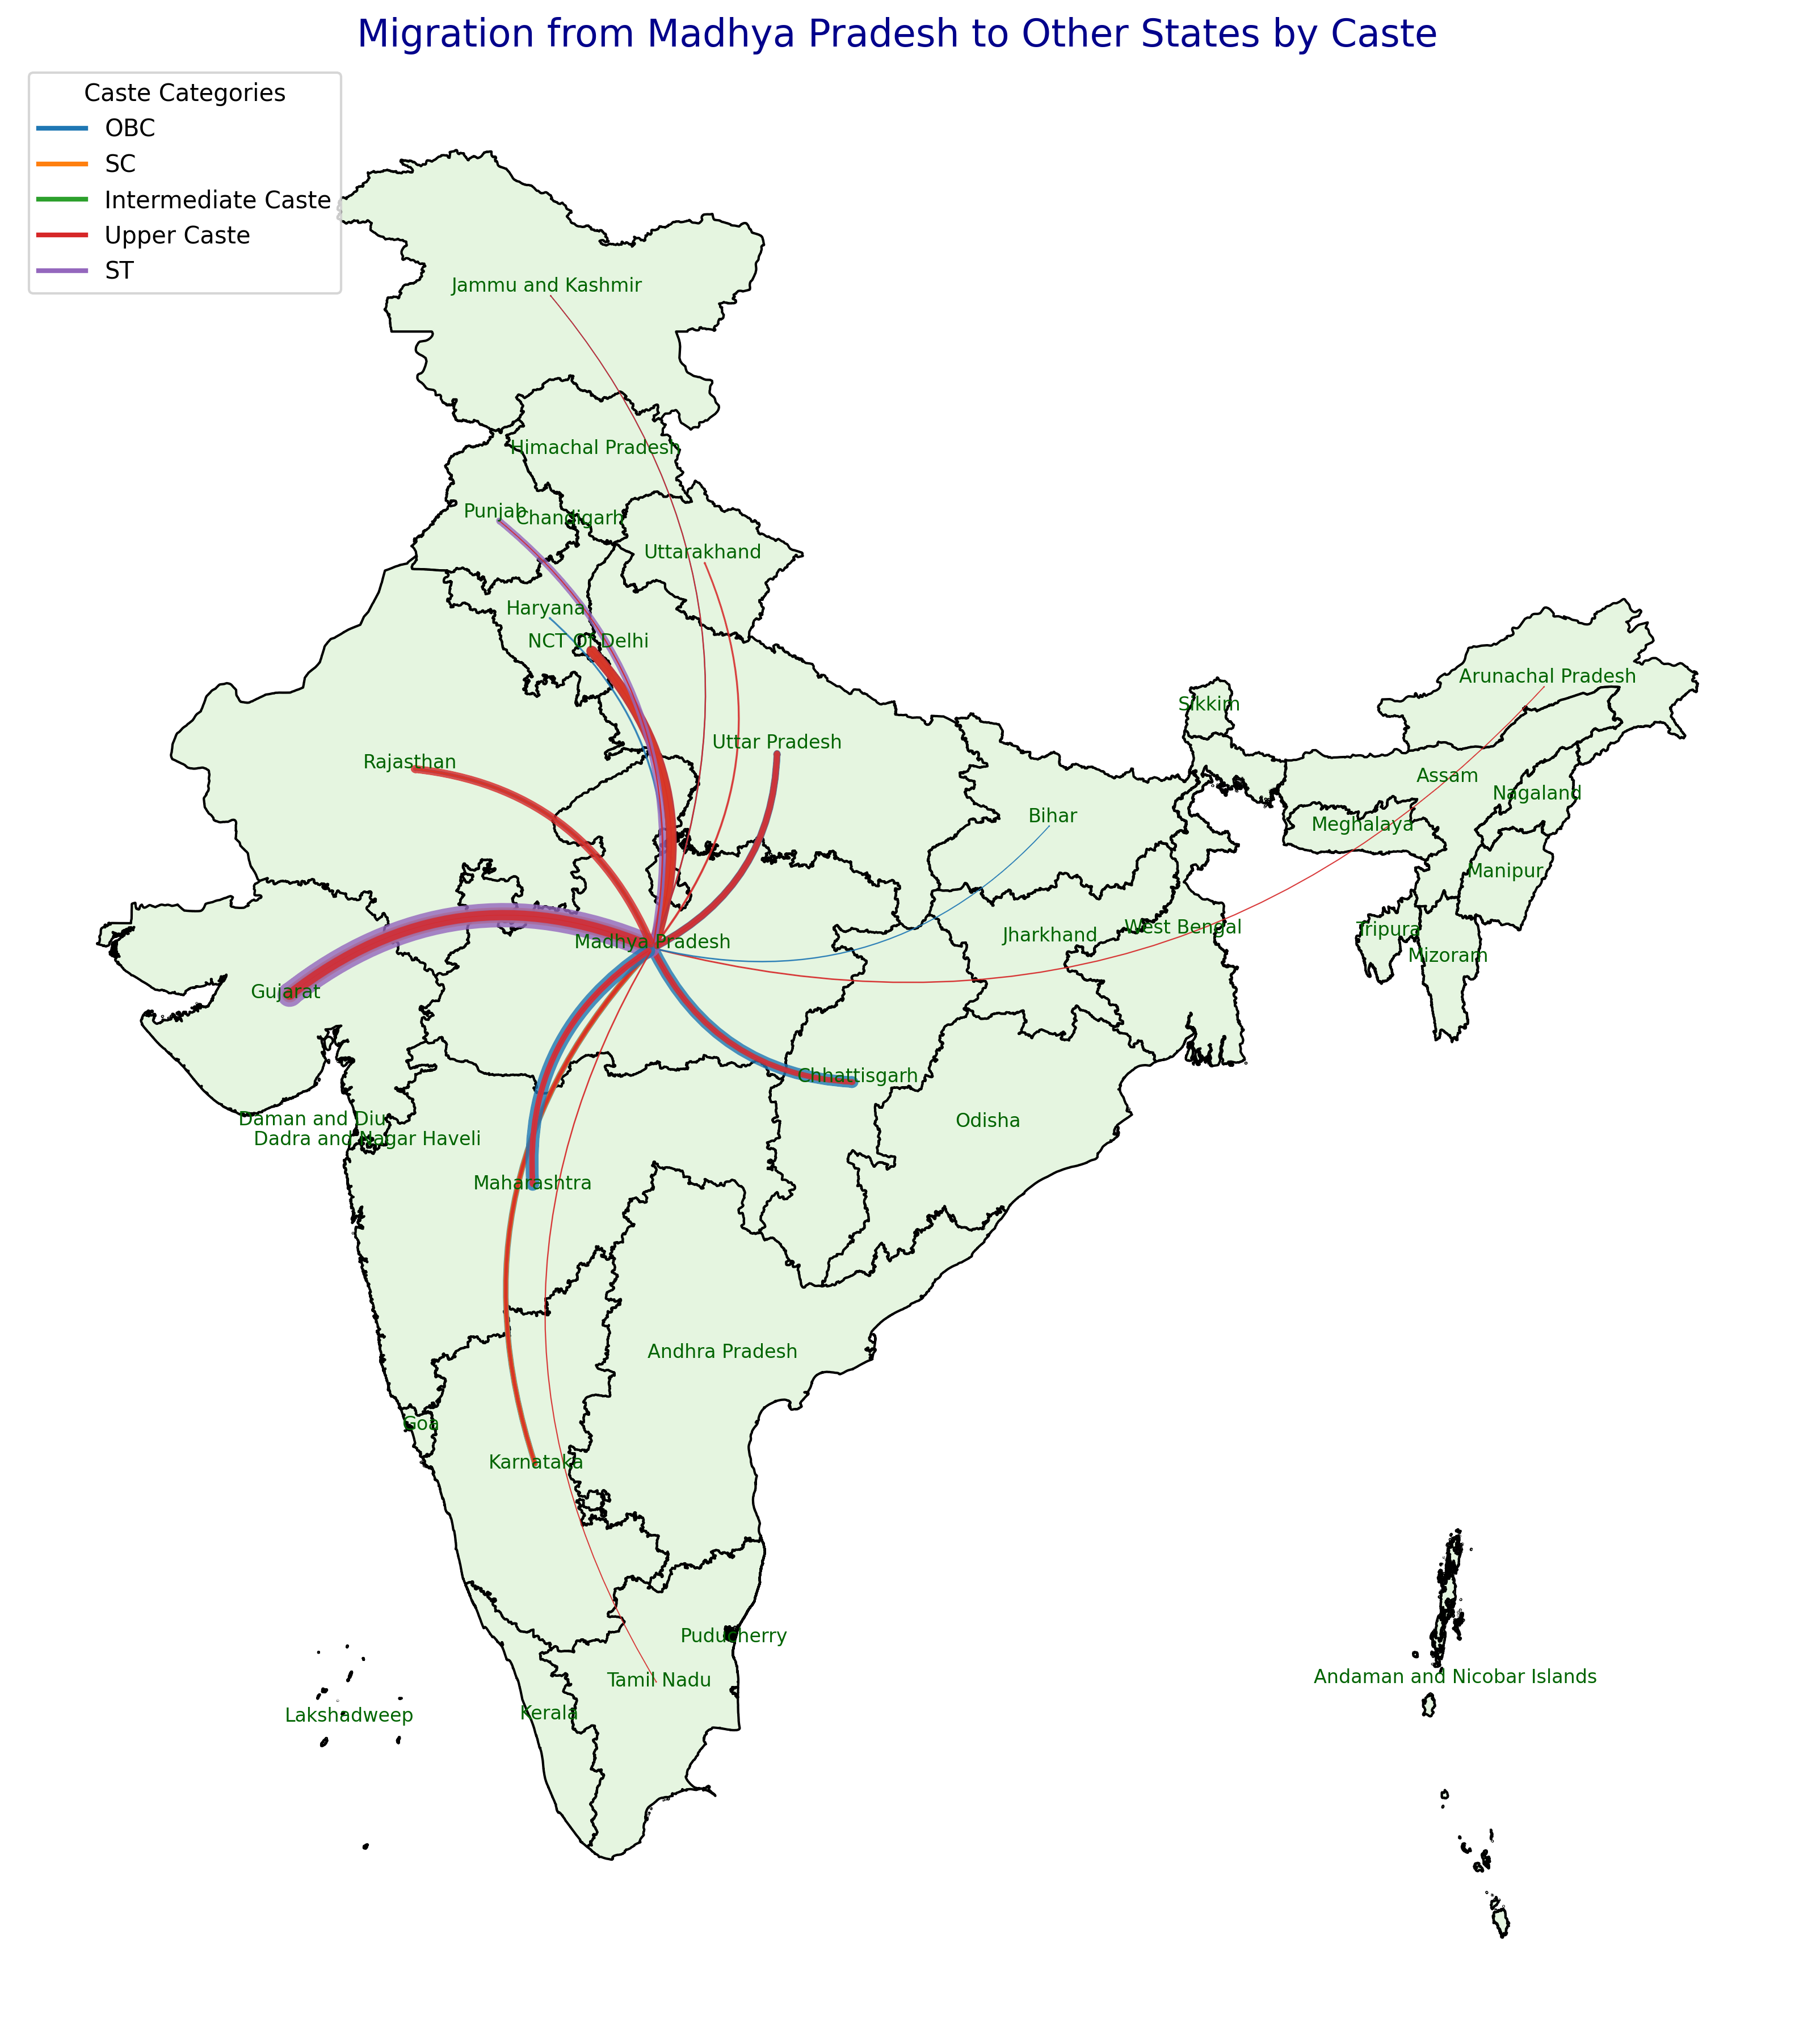 Migration from Madhya Pradesh to Other States by Caste
Caste Categories
OBC
SC
Intermediate Caste
Upper Caste
ST
Jammu and Kashmir
Himachal Pradesh
Punjab
Chandigarh
Uttarakhand
Haryana
NCT Of Delhi
Arunachal Pradesh
Sikkim
Uttar Pradesh
Rajasthan
Assam
Nagaland
Bihar
Meghalaya
Manipur
West Bengal
Tripura
Jharkhand
Madhya Pradesh
Mizoram
Gujarat
Chhattisgarh
Daman and Diu
Odisha
Dadra and Nagar Haveli
Maharashtra
Andhra Pradesh
Goa
Karnataka
Puducherry
Andaman and Nicobar Islands
Tamil Nadu
Kerala
Lakshadweep